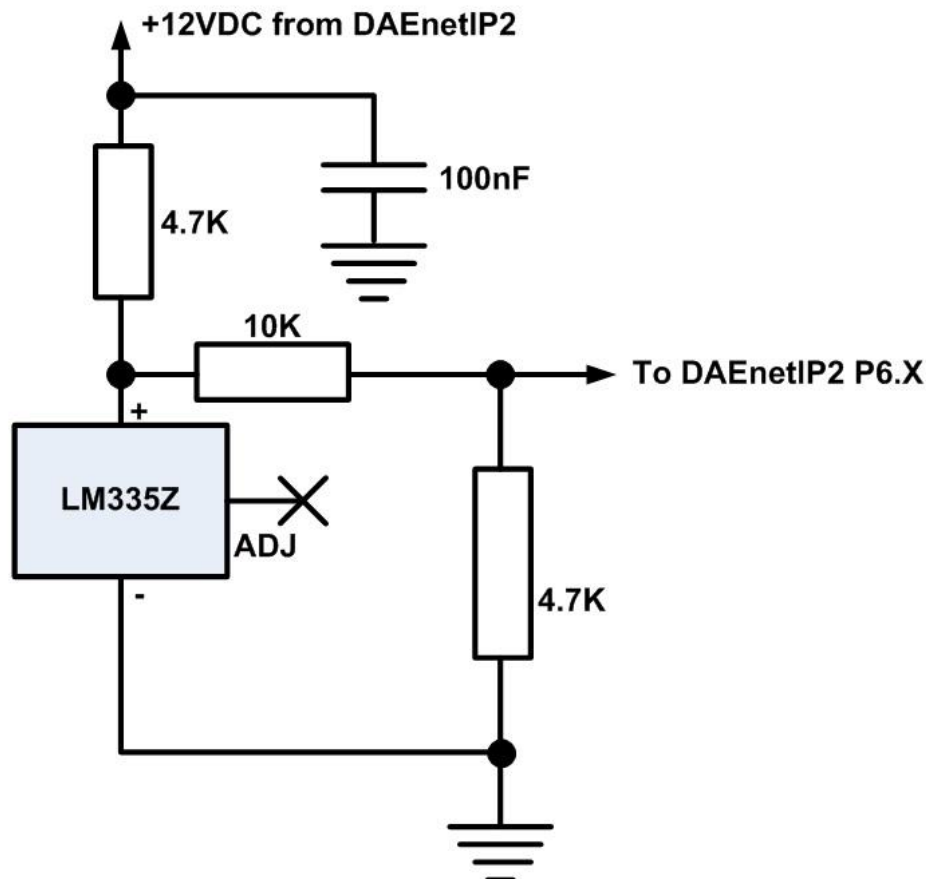 +12VDC from DAEnetIP2
100nF
4.7K
10K
To DAEnetIP2 P6.X
+
LM335Z
ADJ
-
4.7K